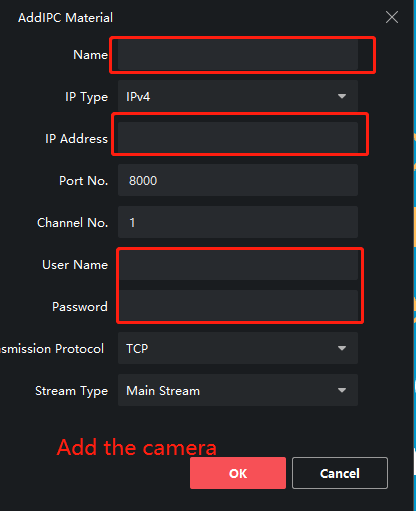 AddIPC Material
Name
IP Type IPv4
IP Address
Port No. 8000
Channel No. 1
User Name
Password
nsmission Protocol TCP
Stream Type Main Stream
Add the camera
OK Cancel